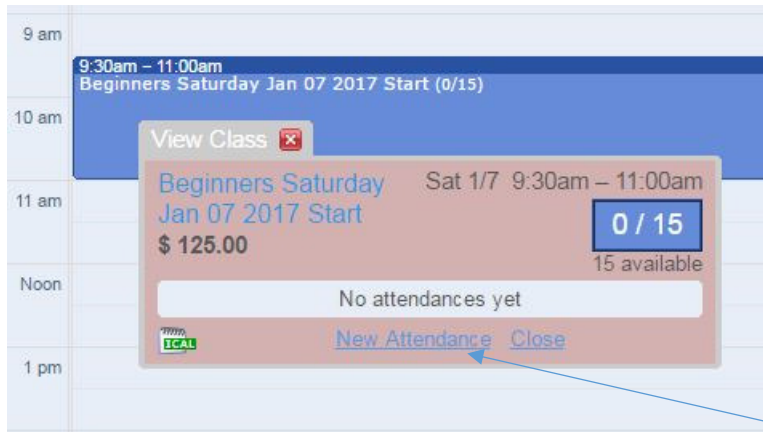 9 am
9:30am – 11:00am
Beginners Saturday Jan 07 2017 Start (0/15)
10 am
View Class
11 am
Beginners Saturday
Jan 07 2017 Start
Sat 1/7 9:30am – 11:00am
$ 125.00
0 / 15
15 available
Noon
No attendances yet
ICAL
New Attendance Close
1 pm